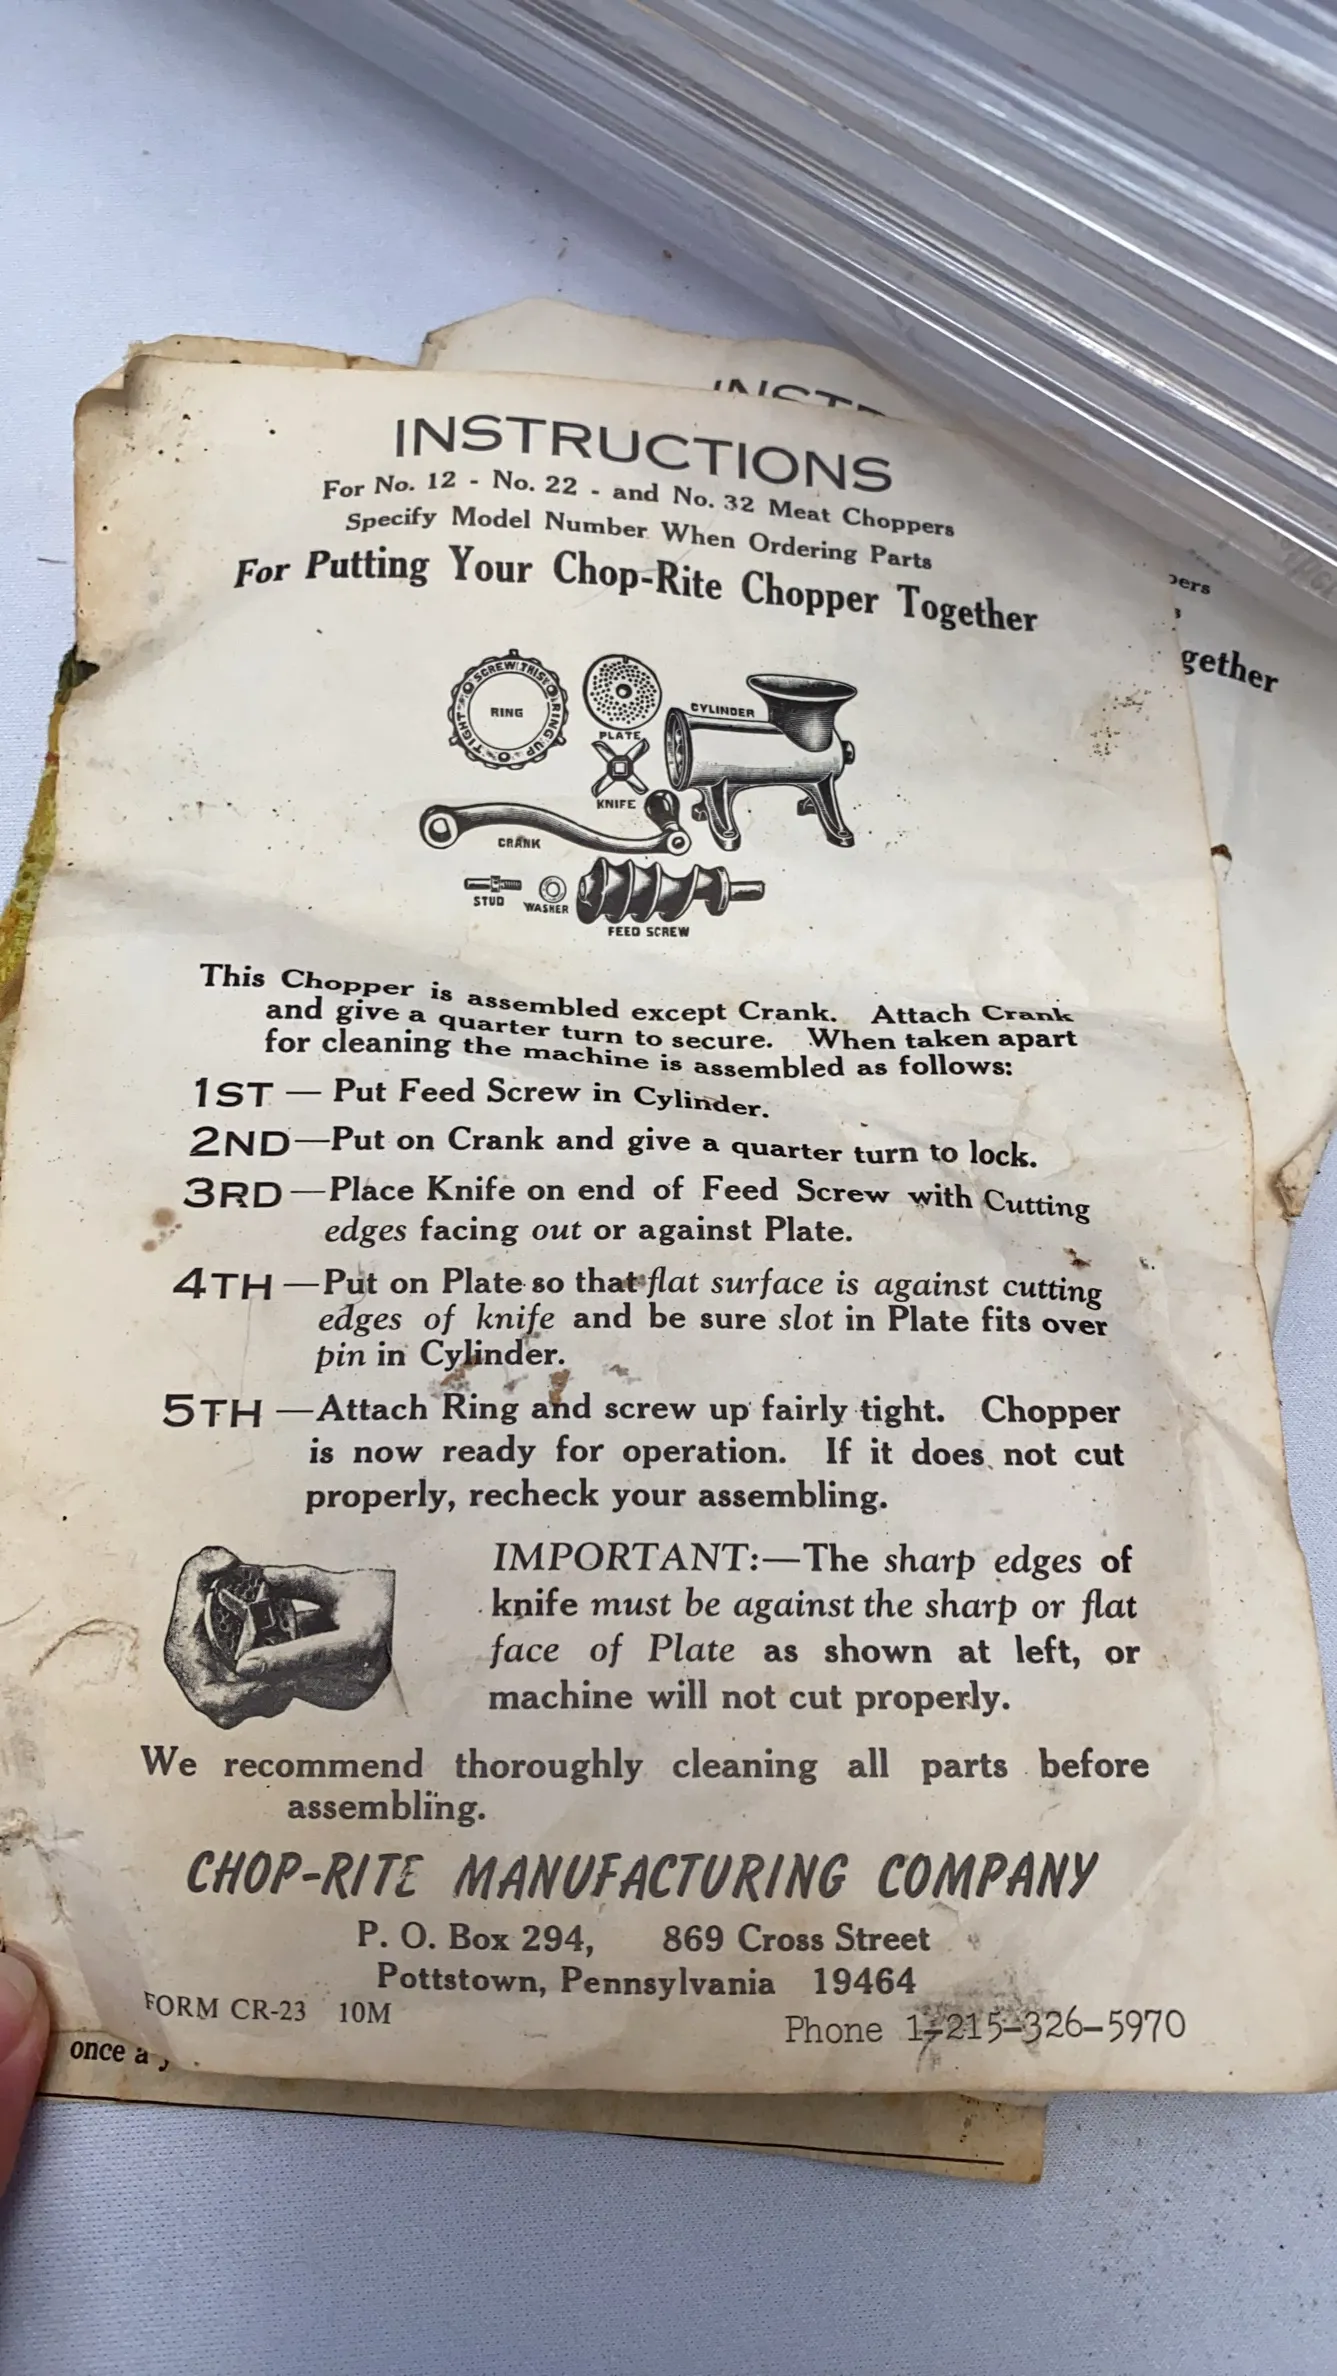 INSTR
INSTRUCTIONS
For No. 12 - No. 22 - and No. 32 Meat Choppers
Specify Model Number When Ordering Parts
For Putting Your Chop-Rite Chopper Together
pers
s
gether
SCREW THIS RING UP TIGHT
RING
PLATE
CYLINDER
KNIFE
CRANK
STUD
WASHER
FEED SCREW
This Chopper is assembled except Crank. Attach Crank
and give a quarter turn to secure. When taken apart
for cleaning the machine is assembled as follows:
1ST — Put Feed Screw in Cylinder.
2ND—Put on Crank and give a quarter turn to lock.
3RD—Place Knife on end of Feed Screw with Cutting
edges facing out or against Plate.
4TH—Put on Plate so that flat surface is against cutting
edges of knife and be sure slot in Plate fits over
pin in Cylinder.
5TH—Attach Ring and screw up fairly tight. Chopper
is now ready for operation. If it does not cut
properly, recheck your assembling.
IMPORTANT:—The sharp edges of
knife must be against the sharp or flat
face of Plate as shown at left, or
machine will not cut properly.
We recommend thoroughly cleaning all parts before
assembling.
CHOP-RITE MANUFACTURING COMPANY
P. O. Box 294, 869 Cross Street
Pottstown, Pennsylvania 19464
FORM CR-23 10M
Phone 1-215-326-5970
once a